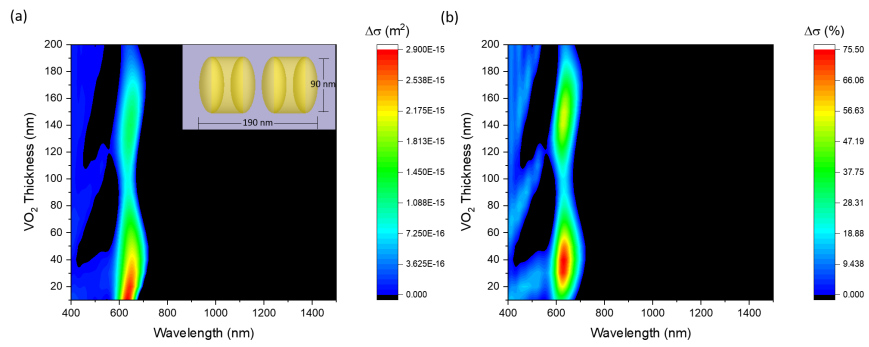 (a)
Δσ (m²)
200
180
160
140
120
100
80
60
40
20
VO₂ Thickness (nm)
400 600 800 1000 1200 1400
Wavelength (nm)
90 nm
190 nm
2.900E-15
2.538E-15
2.175E-15
1.813E-15
1.450E-15
1.088E-15
7.250E-16
3.625E-16
0.000
(b)
Δσ (%)
200
180
160
140
120
100
80
60
40
20
VO₂ Thickness (nm)
400 600 800 1000 1200 1400
Wavelength (nm)
75.50
66.06
56.63
47.19
37.75
28.31
18.88
9.438
0.000